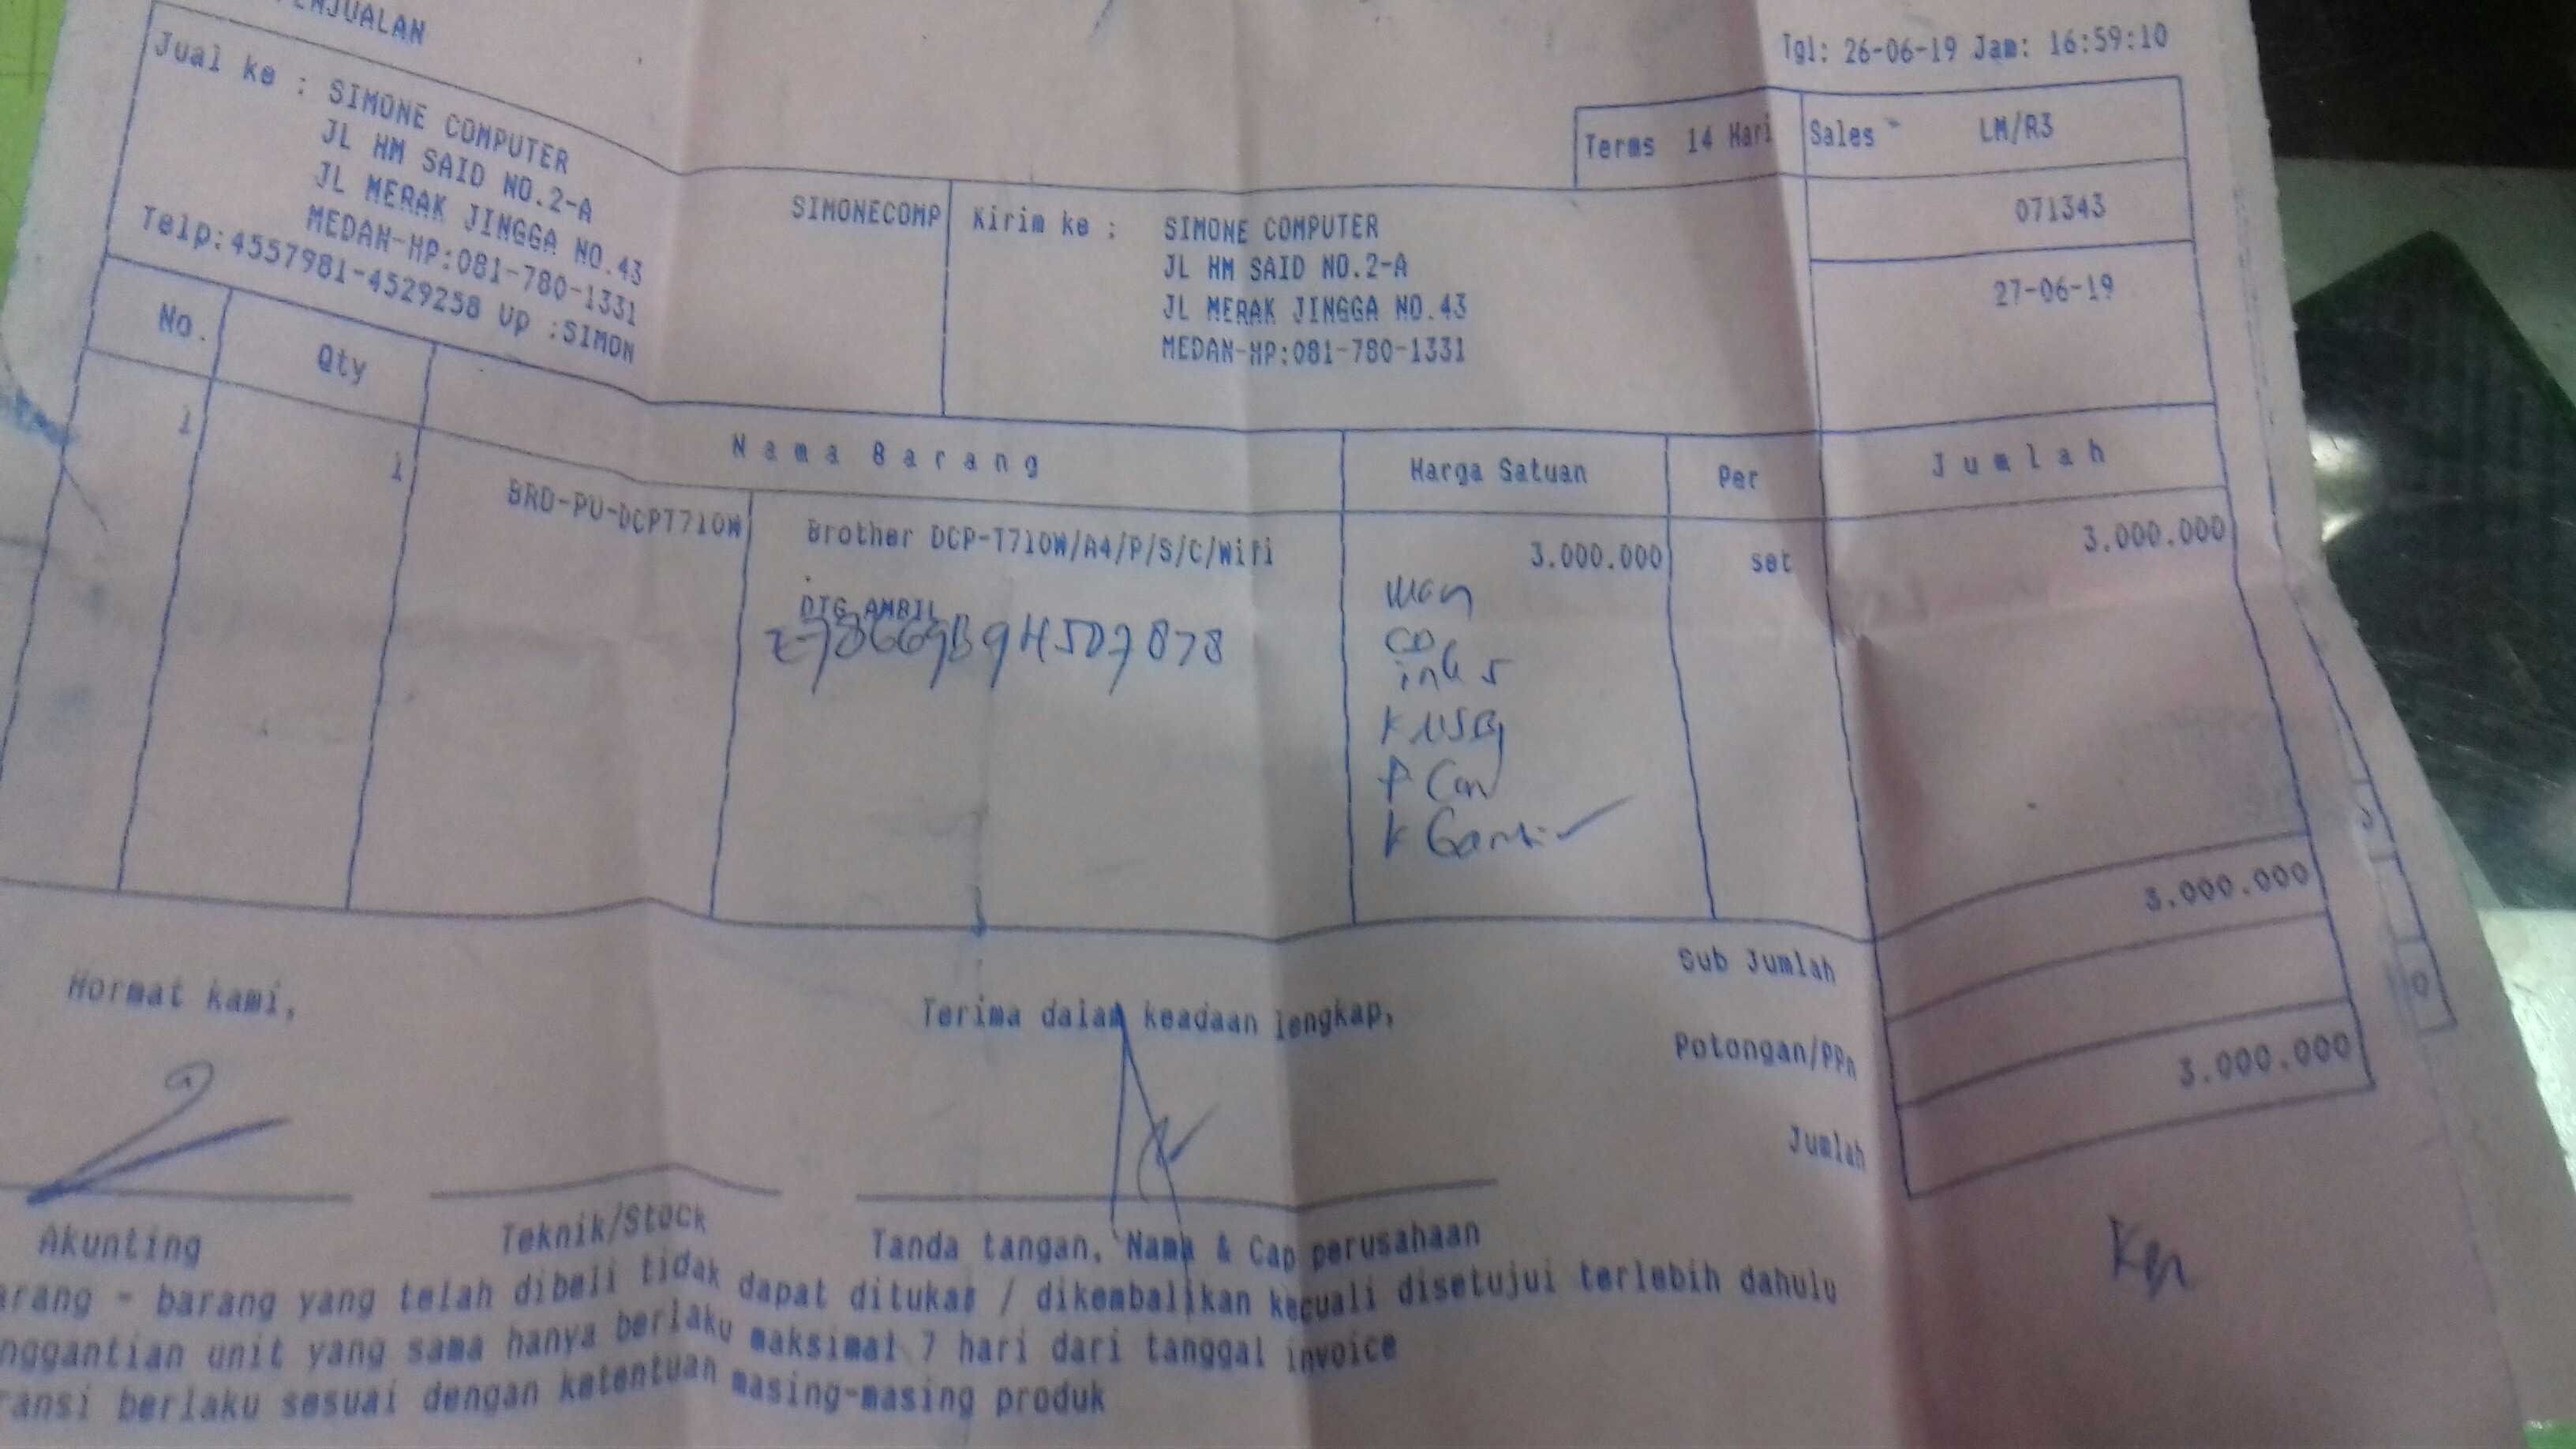 PENJUALAN
Tgl: 26-06-19 Jam: 16:59:10
Jual ke : SIMONE COMPUTER
JL HM SAID NO.2-A
JL MERAK JINGGA NO.43
MEDAN-HP:081-780-1331
Telp:4557981-4529258 Up :SIMON
SIMONECOMP
Kirim ke : SIMONE COMPUTER
JL HM SAID NO.2-A
JL MERAK JINGGA NO.43
MEDAN-HP:081-780-1331
Terms 14 Hari
Sales LM/R3
071343
27-06-19
No. Qty Nama Barang Harga Satuan Per Jumlah
1 1 BRO-PU-DCPT710W Brother DCP-T710W/A4/P/S/C/Wifi 3.000.000 set 3.000.000
DTG AMBIL
CD
ink 5
K USB
P Con
3.000.000
Sub Jumlah
Potongan/PPn
3.000.000
Jumlah
Hormat kami,
Terima dalam keadaan lengkap,
Akunting
Teknik/Stock
Tanda tangan, Nama & Cap perusahaan
arang - barang yang telah dibeli tidak dapat ditukar / dikembalikan kecuali disetujui terlebih dahulu
nggantian unit yang sama hanya berlaku maksimal 7 hari dari tanggal invoice
ransi berlaku sesuai dengan ketentuan masing-masing produk